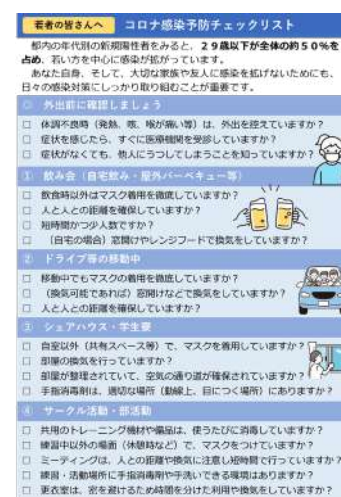 若者の皆さんへ コロナ感染予防チェックリスト
都内の年代別の新規陽性者をみると、29歳以下が全体の約50％を
占め、若い方を中心に感染が拡がっています。
あなた自身、そして、大切な家族や友人に感染を拡げないためにも、
日々の感染対策にしっかり取り組むことが重要です。
◎ 外出前に確認しましょう
□ 体調不良時（発熱、咳、喉が痛い等）は、外出を控えていますか？
□ 症状を感じたら、すぐに医療機関を受診していますか？
□ 症状がなくても、他人にうつしてしまうことを知っていますか？
① 飲み会（自宅飲み・屋外バーベキュー等）
□ 飲食時以外はマスク着用を徹底していますか？
□ 人と人との距離を確保していますか？
□ 短時間かつ少人数ですか？
□ （自宅の場合）窓開けやレンジフードで換気をしていますか？
② ドライブ等の移動中
□ 移動中でもマスクの着用を徹底していますか？
□ （換気可能であれば）窓開けなどで換気をしていますか？
□ 人と人との距離を確保していますか？
③ シェアハウス・学生寮
□ 自室以外（共有スペース等）で、マスクを着用していますか？
□ 部屋の換気を行っていますか？
□ 部屋が整理されていて、空気の通り道が確保されていますか？
□ 手指消毒剤は、適切な場所（動線上、目につく場所）にありますか？
④ サークル活動・部活動
□ 共用のトレーニング機材や備品は、使うたびに消毒していますか？
□ 練習中以外の場面（休憩時など）で、マスクをつけていますか？
□ ミーティングは、人との距離や換気に注意し短時間で行っていますか？
□ 練習・活動場所に手指消毒剤や手洗いできる環境はありますか？
□ 更衣室は、密を避けるため時間を分けた利用や換気をしていますか？